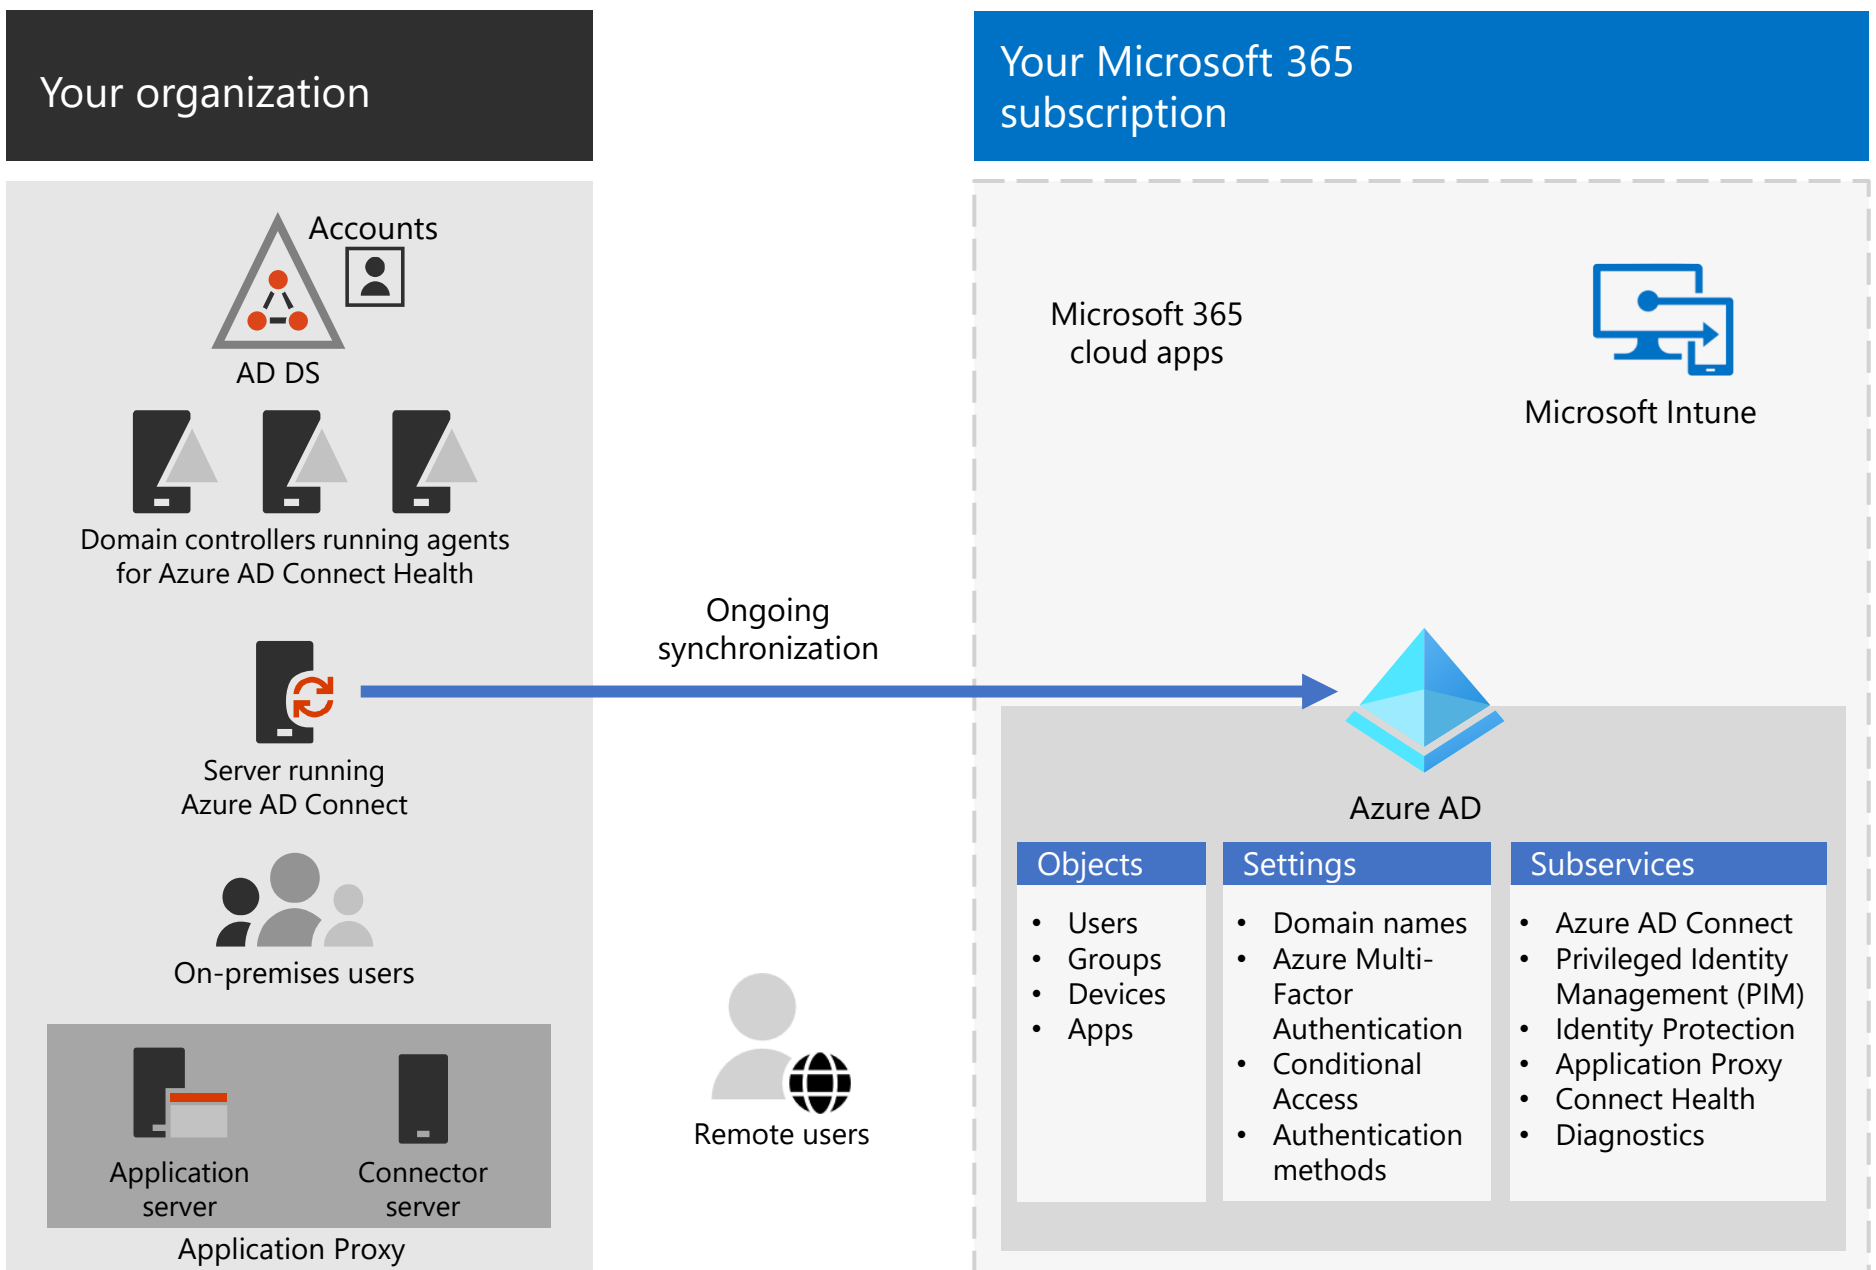 Your organization
Your Microsoft 365
subscription
Accounts
AD DS
Domain controllers running agents
for Azure AD Connect Health
Server running
Azure AD Connect
On-premises users
Application
server
Connector
server
Application Proxy
Ongoing
synchronization
Remote users
Microsoft 365
cloud apps
Microsoft Intune
Azure AD
Objects
• Users
• Groups
• Devices
• Apps
Settings
• Domain names
• Azure Multi-
Factor
Authentication
• Conditional
Access
• Authentication
methods
Subservices
• Azure AD Connect
• Privileged Identity
Management (PIM)
• Identity Protection
• Application Proxy
• Connect Health
• Diagnostics